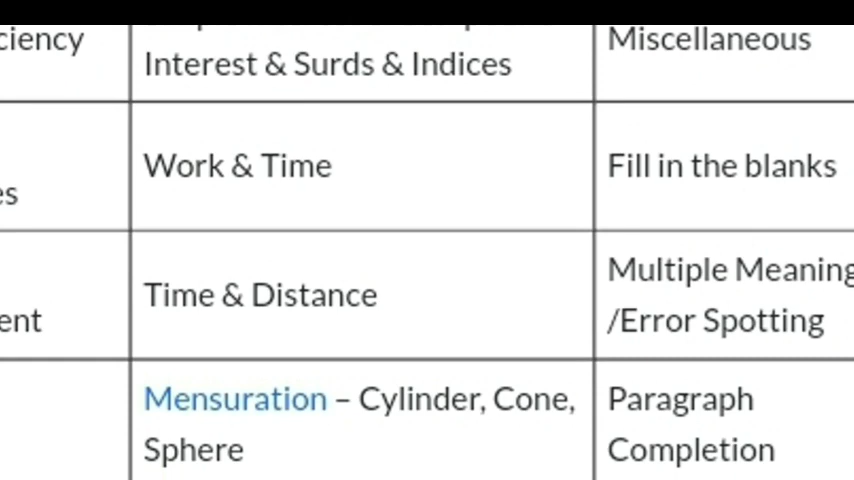 ciency
Interest & Surds & Indices
Miscellaneous
es
Work & Time
Fill in the blanks
ent
Time & Distance
Multiple Meaning
/Error Spotting
Mensuration – Cylinder, Cone,
Sphere
Paragraph
Completion